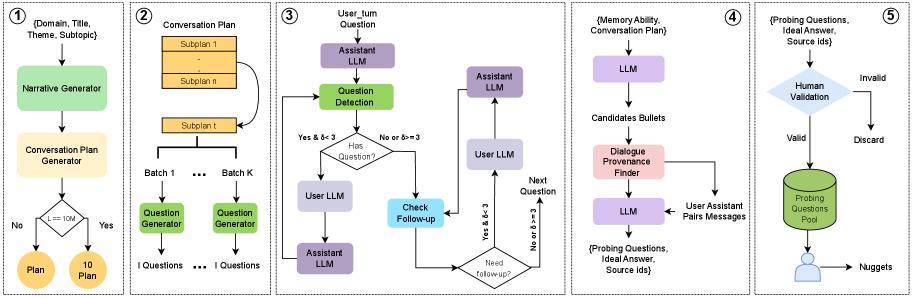 1
{Domain, Title,
Theme, Subtopic}
Narrative Generator
Conversation Plan
Generator
L == 10M
No
Yes
Plan
10
Plan
2
Conversation Plan
Subplan 1
.
.
Subplan n
Subplan t
Batch 1
...
Batch K
Question
Generator
Question
Generator
l Questions
...
l Questions
3
User_turn
Question
Assistant
LLM
Question
Detection
Yes & δ< 3
No or δ>= 3
Has
Question?
User LLM
Assistant
LLM
Assistant
LLM
User LLM
Check
Follow-up
Yes & δ< 3
No or δ >= 3
Next
Question
Need
follow-up?
4
{Memory Ability,
Conversation Plan}
LLM
Candidates Bullets
Dialogue
Provenance
Finder
LLM
User Assistant
Pairs Messages
{Probing Questions,
Ideal Answer,
Source ids}
5
{Probing Questions,
Ideal Answer,
Source ids}
Human
Validation
Invalid
Valid
Discard
Probing
Questions
Pool
Nuggets